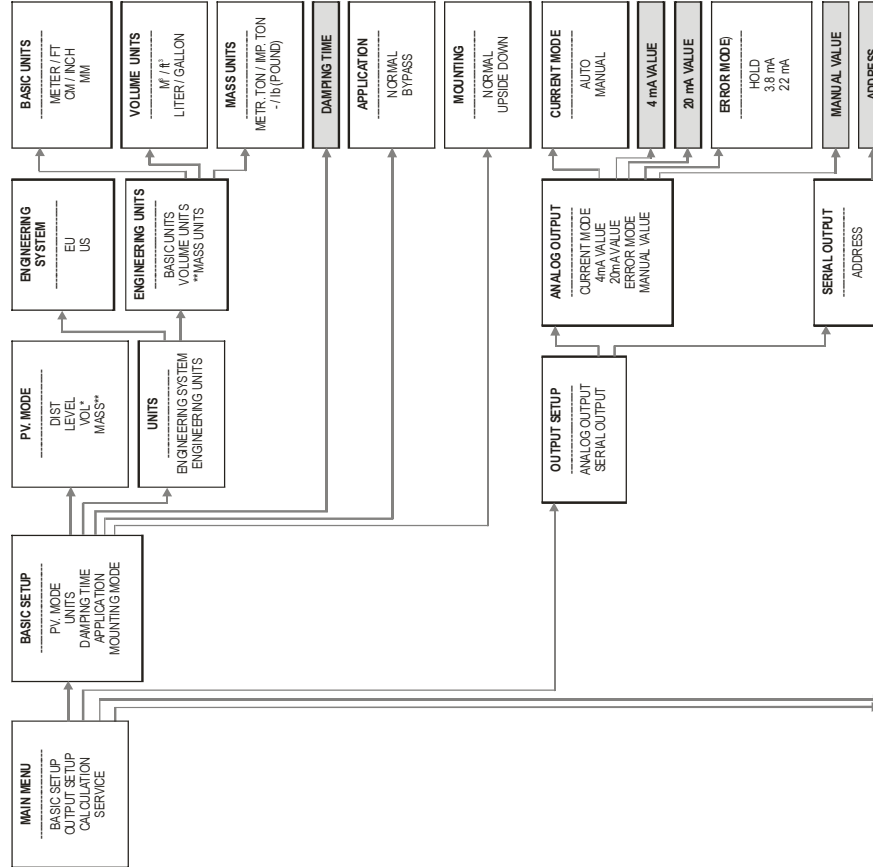 MAIN MENU
BASIC SETUP
OUTPUT SETUP
CALCULATION
SERVICE
BASIC SETUP
PV. MODE
UNITS
DAMPING TIME
APPLICATION
MOUNTING MODE
PV. MODE
DIST
LEVEL
VOL*
MASS**
UNITS
ENGINEERING SYSTEM
ENGINEERING UNITS
ENGINEERING
SYSTEM
EU
US
ENGINEERING UNITS
BASIC UNITS
VOLUME UNITS
**MASS UNITS
BASIC UNITS
METER / FT
CM / INCH
MM
VOLUME UNITS
M³ / ft³
LITER / GALLON
MASS UNITS
METR. TON / IMP. TON
- / lb (POUND)
DAMPING TIME
APPLICATION
NORMAL
BYPASS
MOUNTING
NORMAL
UPSIDE DOWN
OUTPUT SETUP
ANALOG OUTPUT
SERIAL OUTPUT
ANALOG OUTPUT
CURRENT MODE
4mA VALUE
20mA VALUE
ERROR MODE
MANUAL VALUE
CURRENT MODE
AUTO
MANUAL
4 mA VALUE
20 mA VALUE
ERROR MODE)
HOLD
3.8 mA
22 mA
MANUAL VALUE
SERIAL OUTPUT
ADDRESS
ADDRESS